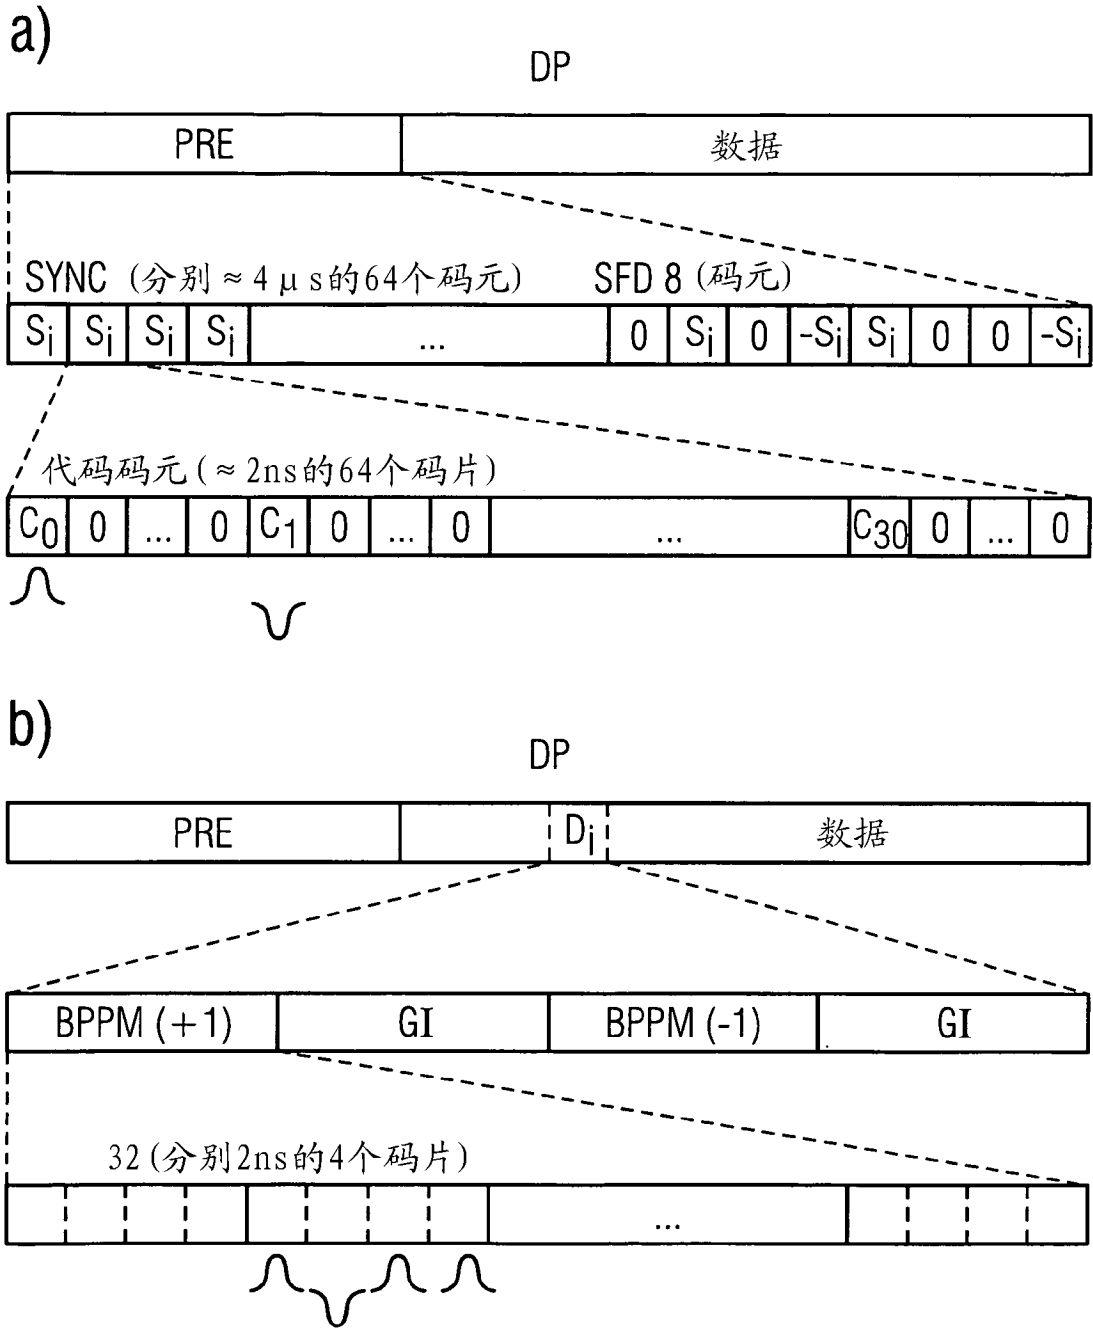 a)
DP
PRE 数据
SYNC (分别≈4μs的64个码元) SFD 8 (码元)
Si Si Si Si ... 0 Si 0 -Si Si 0 0 -Si
代码码元(≈2ns的64个码片)
C0 0 ... 0 C1 0 ... 0 ... C30 0 ... 0
b)
DP
PRE Di 数据
BPPM (+1) GI BPPM (-1) GI
32 (分别2ns的4个码片)
...